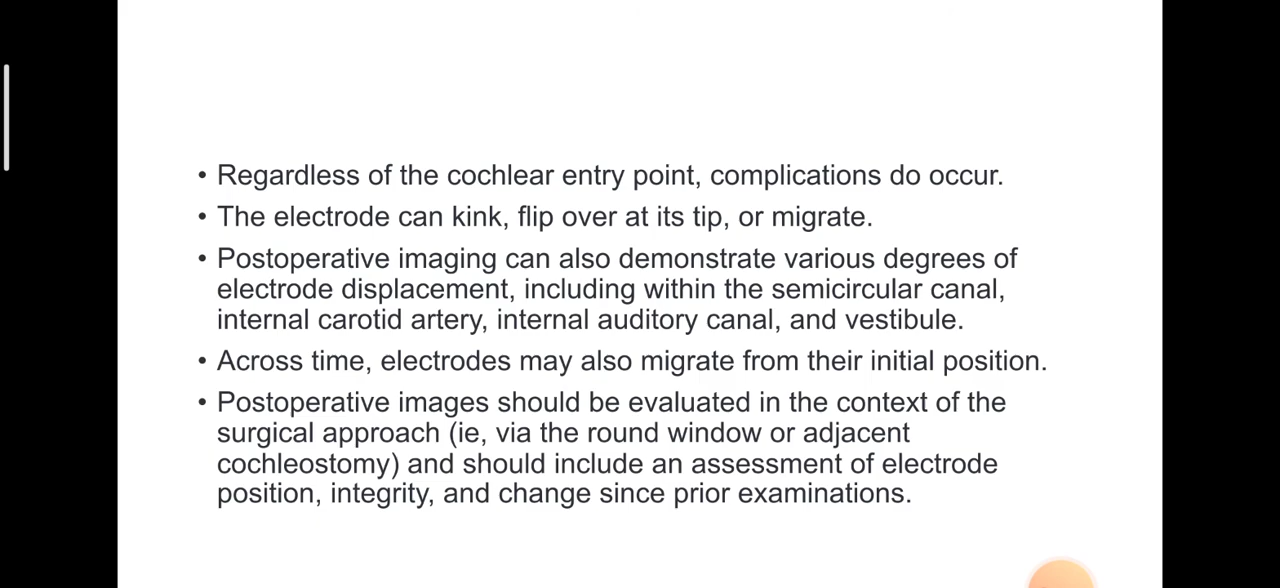 • Regardless of the cochlear entry point, complications do occur.
• The electrode can kink, flip over at its tip, or migrate.
• Postoperative imaging can also demonstrate various degrees of
electrode displacement, including within the semicircular canal,
internal carotid artery, internal auditory canal, and vestibule.
• Across time, electrodes may also migrate from their initial position.
• Postoperative images should be evaluated in the context of the
surgical approach (ie, via the round window or adjacent
cochleostomy) and should include an assessment of electrode
position, integrity, and change since prior examinations.